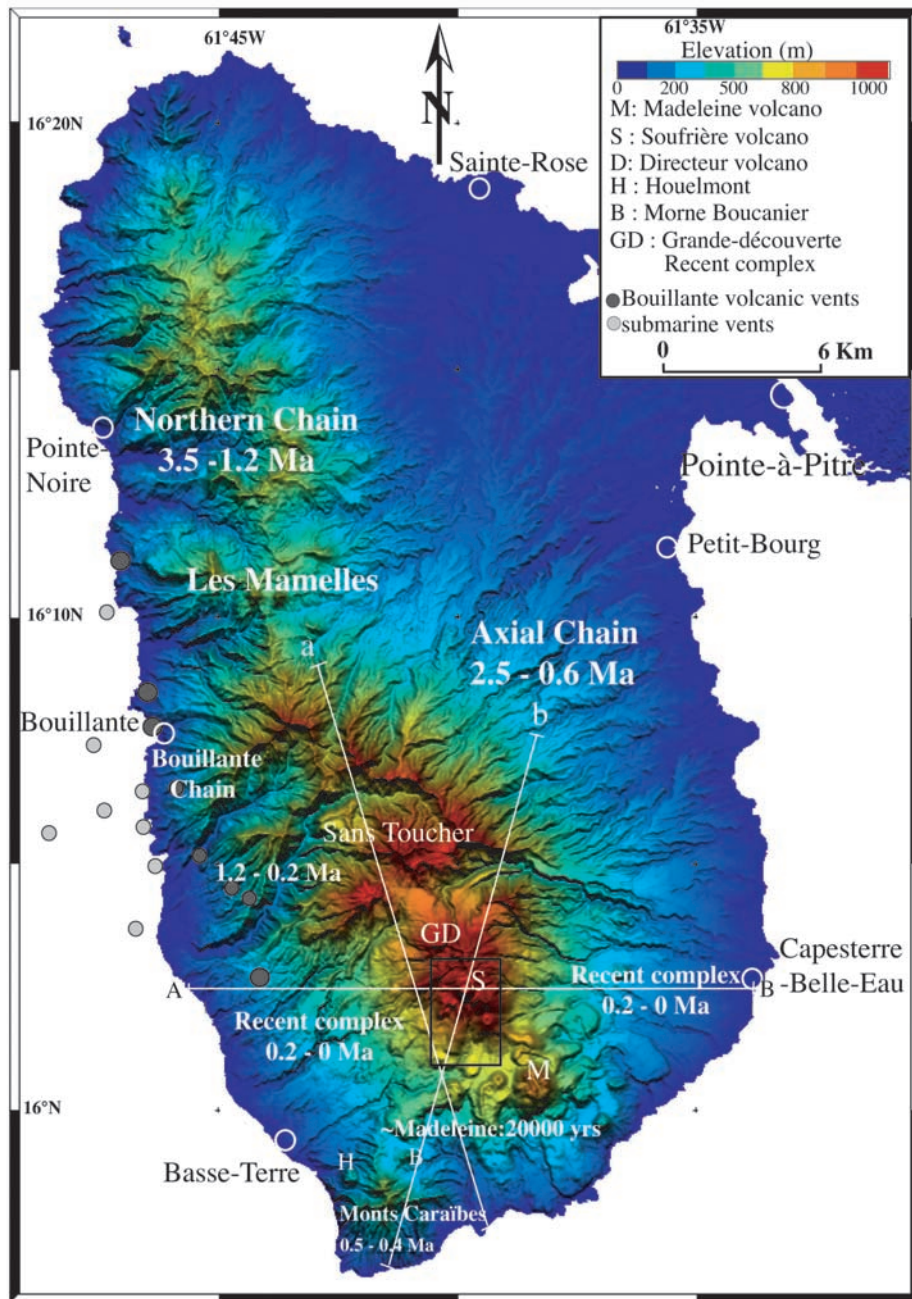 61°45W
61°35W
Elevation (m)
0 200 500 800 1000
M: Madeleine volcano
S : Soufrière volcano
D: Directeur volcano
H : Houelmont
B : Morne Boucanier
GD : Grande-découverte
Recent complex
Bouillante volcanic vents
submarine vents
0 6 Km
N
16°20N
Sainte-Rose
Northern Chain
3.5 -1.2 Ma
Pointe-
Noire
Pointe-à-Pitre
Petit-Bourg
Les Mamelles
16°10N
Axial Chain
2.5 - 0.6 Ma
a
b
Bouillante
Bouillante
Chain
Sans Toucher
1.2 - 0.2 Ma
GD
S
Capesterre
-Belle-Eau
A
B
Recent complex
0.2 - 0 Ma
Recent complex
0.2 - 0 Ma
M
16°N
~Madeleine:20000 yrs
Basse-Terre
H
B
Monts Caraïbes
0.5 - 0.4 Ma